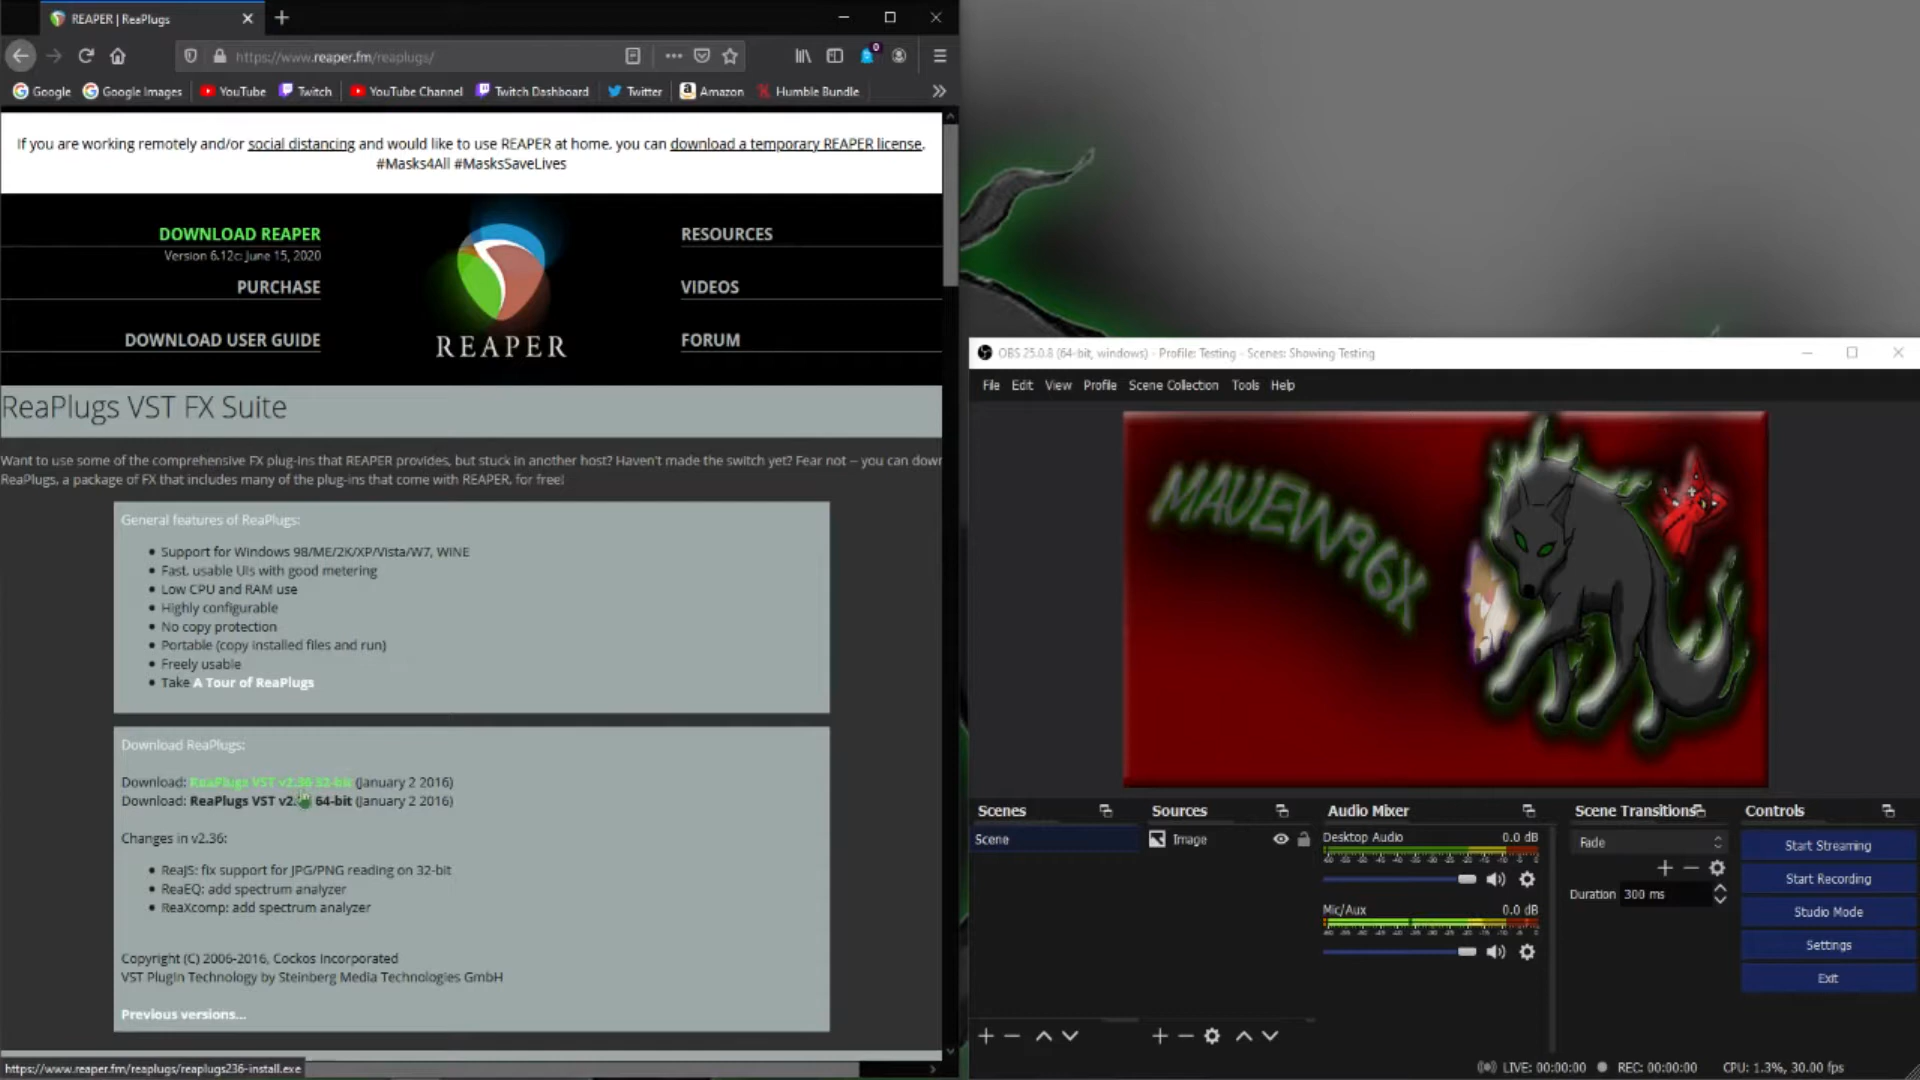 REAPER | ReaPlugs
https://www.reaper.fm/reaplugs/
0
Google
Google Images
YouTube
Twitch
YouTube Channel
Twitch Dashboard
Twitter
Amazon
Humble Bundle
If you are working remotely and/or social distancing and would like to use REAPER at home, you can download a temporary REAPER license.
#Masks4All #MasksSaveLives
DOWNLOAD REAPER
Version 6.12c: June 15, 2020
PURCHASE
DOWNLOAD USER GUIDE
REAPER
RESOURCES
VIDEOS
FORUM
ReaPlugs VST FX Suite
Want to use some of the comprehensive FX plug-ins that REAPER provides, but stuck in another host? Haven't made the switch yet? Fear not -- you can down
ReaPlugs, a package of FX that includes many of the plug-ins that come with REAPER, for free!
General features of ReaPlugs:
Support for Windows 98/ME/2K/XP/Vista/W7, WINE
Fast, usable UIs with good metering
Low CPU and RAM use
Highly configurable
No copy protection
Portable (copy installed files and run)
Freely usable
Take A Tour of ReaPlugs
Download ReaPlugs:
Download: ReaPlugs VST v2.36 32-bit (January 2 2016)
Download: ReaPlugs VST v2. 64-bit (January 2 2016)
Changes in v2.36:
ReaJS: fix support for JPG/PNG reading on 32-bit
ReaEQ: add spectrum analyzer
ReaXcomp: add spectrum analyzer
Copyright (C) 2006-2016, Cockos Incorporated
VST PlugIn Technology by Steinberg Media Technologies GmbH
Previous versions...
https://www.reaper.fm/reaplugs/reaplugs236-install.exe
OBS 25.0.8 (64-bit, windows) - Profile: Testing - Scenes: Showing Testing
File Edit View Profile Scene Collection Tools Help
MAUEW96X
Scenes
Scene
Sources
Image
Audio Mixer
Desktop Audio 0.0 dB
Mic/Aux 0.0 dB
Scene Transitions
Fade
Duration 300 ms
Controls
Start Streaming
Start Recording
Studio Mode
Settings
Exit
LIVE: 00:00:00
REC: 00:00:00
CPU: 1.3%, 30.00 fps